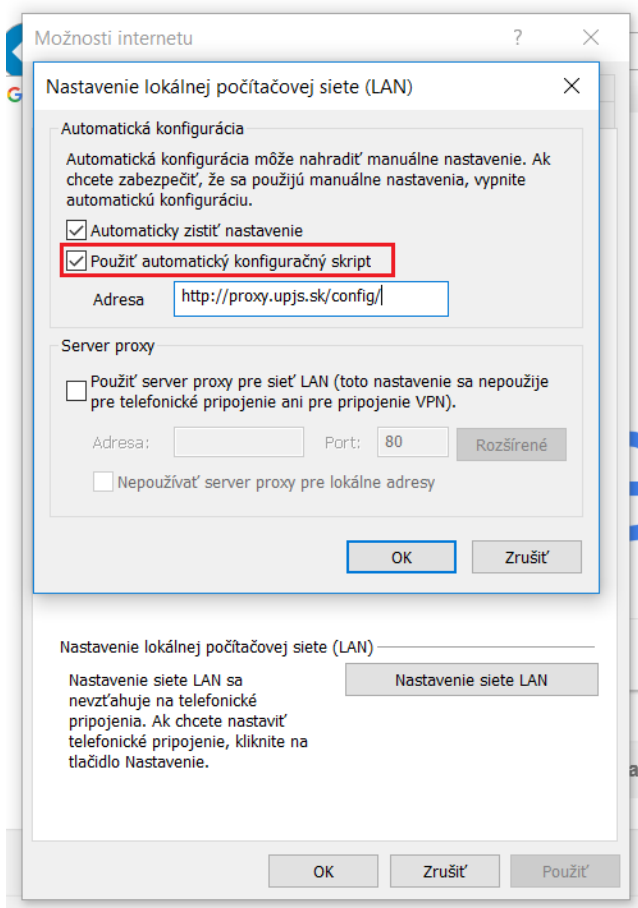 Možnosti internetu
Nastavenie lokálnej počítačovej siete (LAN)
Automatická konfigurácia
Automatická konfigurácia môže nahradiť manuálne nastavenie. Ak
chcete zabezpečiť, že sa použijú manuálne nastavenia, vypnite
automatickú konfiguráciu.
Automaticky zistiť nastavenie
Použiť automatický konfiguračný skript
Adresa http://proxy.upjs.sk/config/
Server proxy
Použiť server proxy pre sieť LAN (toto nastavenie sa nepoužije
pre telefonické pripojenie ani pre pripojenie VPN).
Adresa: Port: 80 Rozšírené
Nepoužívať server proxy pre lokálne adresy
OK Zrušiť
Nastavenie lokálnej počítačovej siete (LAN)
Nastavenie siete LAN sa
nevzťahuje na telefonické
pripojenia. Ak chcete nastaviť
telefonické pripojenie, kliknite na
tlačidlo Nastavenie.
Nastavenie siete LAN
OK Zrušiť Použiť